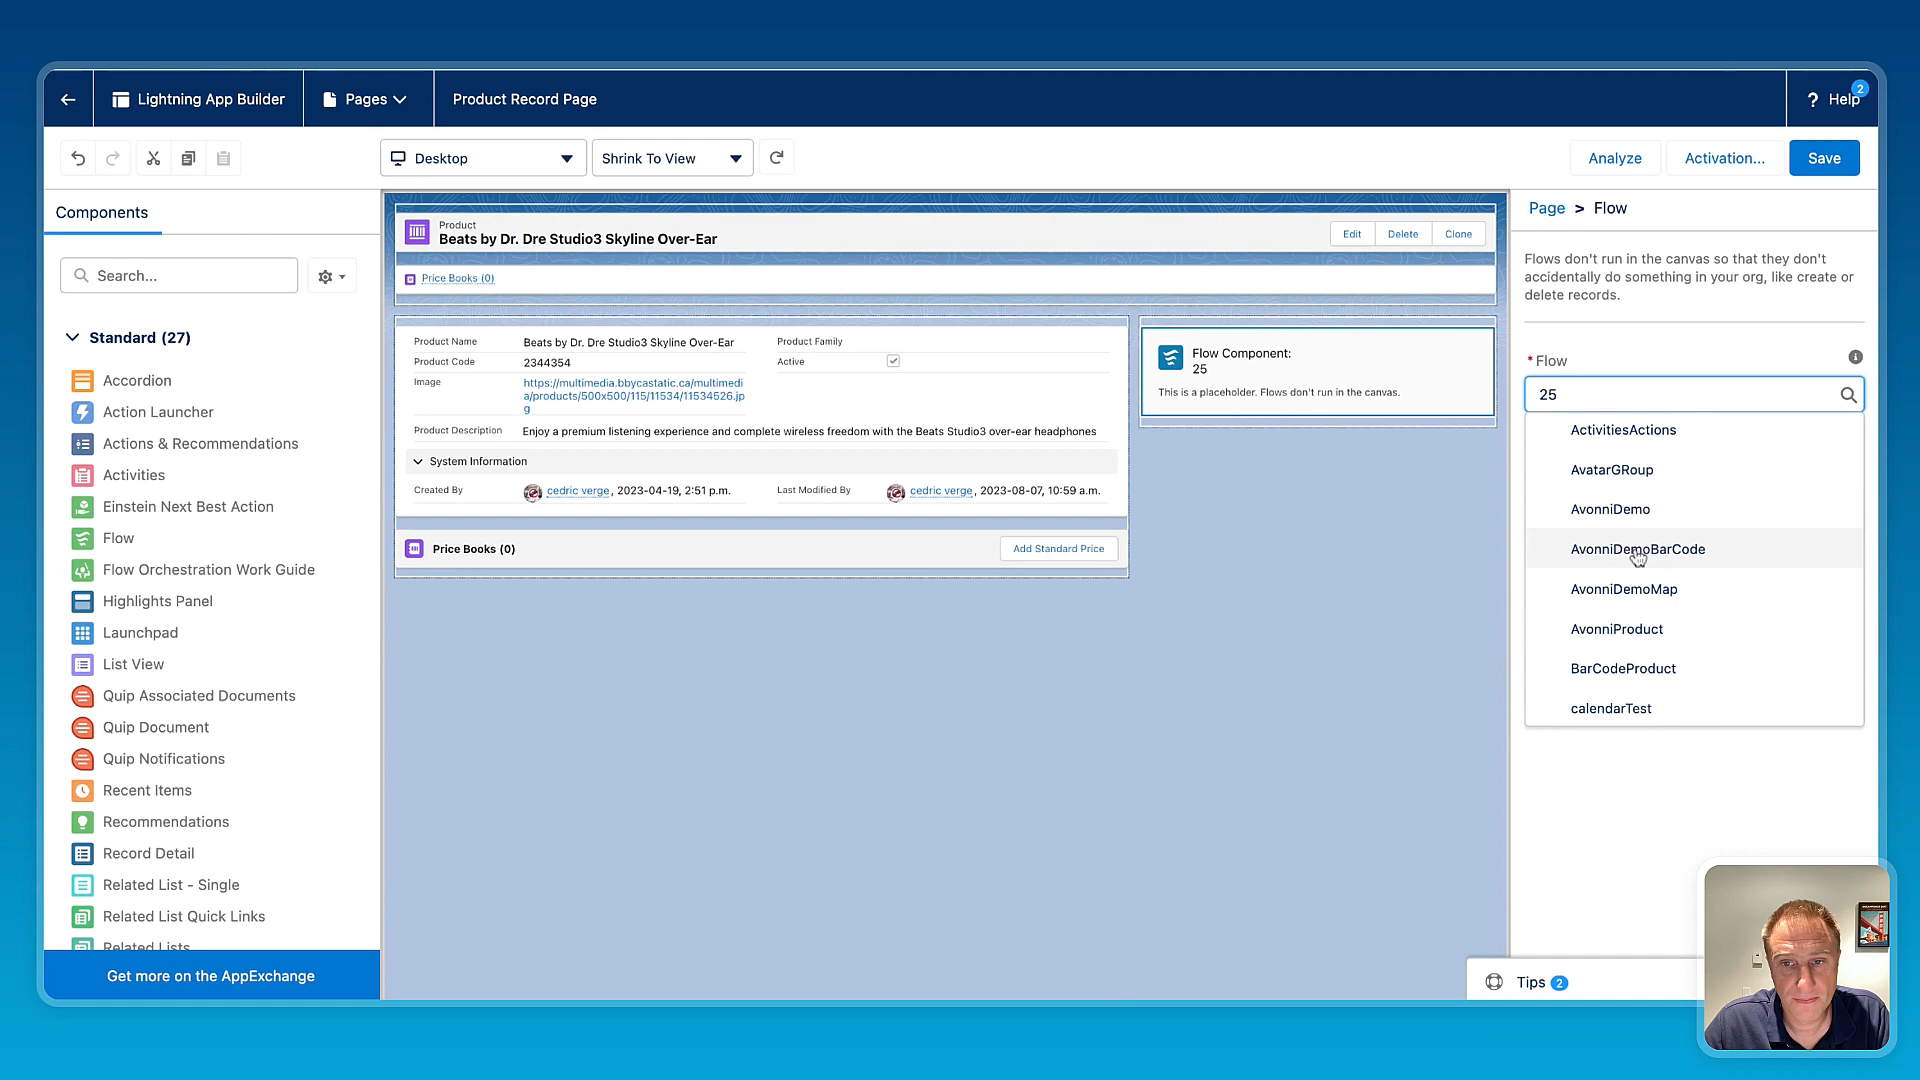 Lightning App Builder
Pages
Product Record Page
? Help
2
Desktop
Shrink To View
Analyze
Activation...
Save
Components
Search...
Standard (27)
Accordion
Action Launcher
Actions & Recommendations
Activities
Einstein Next Best Action
Flow
Flow Orchestration Work Guide
Highlights Panel
Launchpad
List View
Quip Associated Documents
Quip Document
Quip Notifications
Recent Items
Recommendations
Record Detail
Related List - Single
Related List Quick Links
Related Lists
Get more on the AppExchange
Product
Beats by Dr. Dre Studio3 Skyline Over-Ear
Edit
Delete
Clone
Price Books (0)
Product Name
Beats by Dr. Dre Studio3 Skyline Over-Ear
Product Family
Product Code
2344354
Active
Image
https://multimedia.bbycastatic.ca/multimedi
a/products/500x500/115/11534/11534526.jp
g
Product Description
Enjoy a premium listening experience and complete wireless freedom with the Beats Studio3 over-ear headphones
System Information
Created By
cedric verge, 2023-04-19, 2:51 p.m.
Last Modified By
cedric verge, 2023-08-07, 10:59 a.m.
Price Books (0)
Add Standard Price
Flow Component:
25
This is a placeholder. Flows don't run in the canvas.
Page > Flow
Flows don't run in the canvas so that they don't
accidentally do something in your org, like create or
delete records.
* Flow
25
ActivitiesActions
AvatarGRoup
AvonniDemo
AvonniDemoBarCode
AvonniDemoMap
AvonniProduct
BarCodeProduct
calendarTest
Tips 2